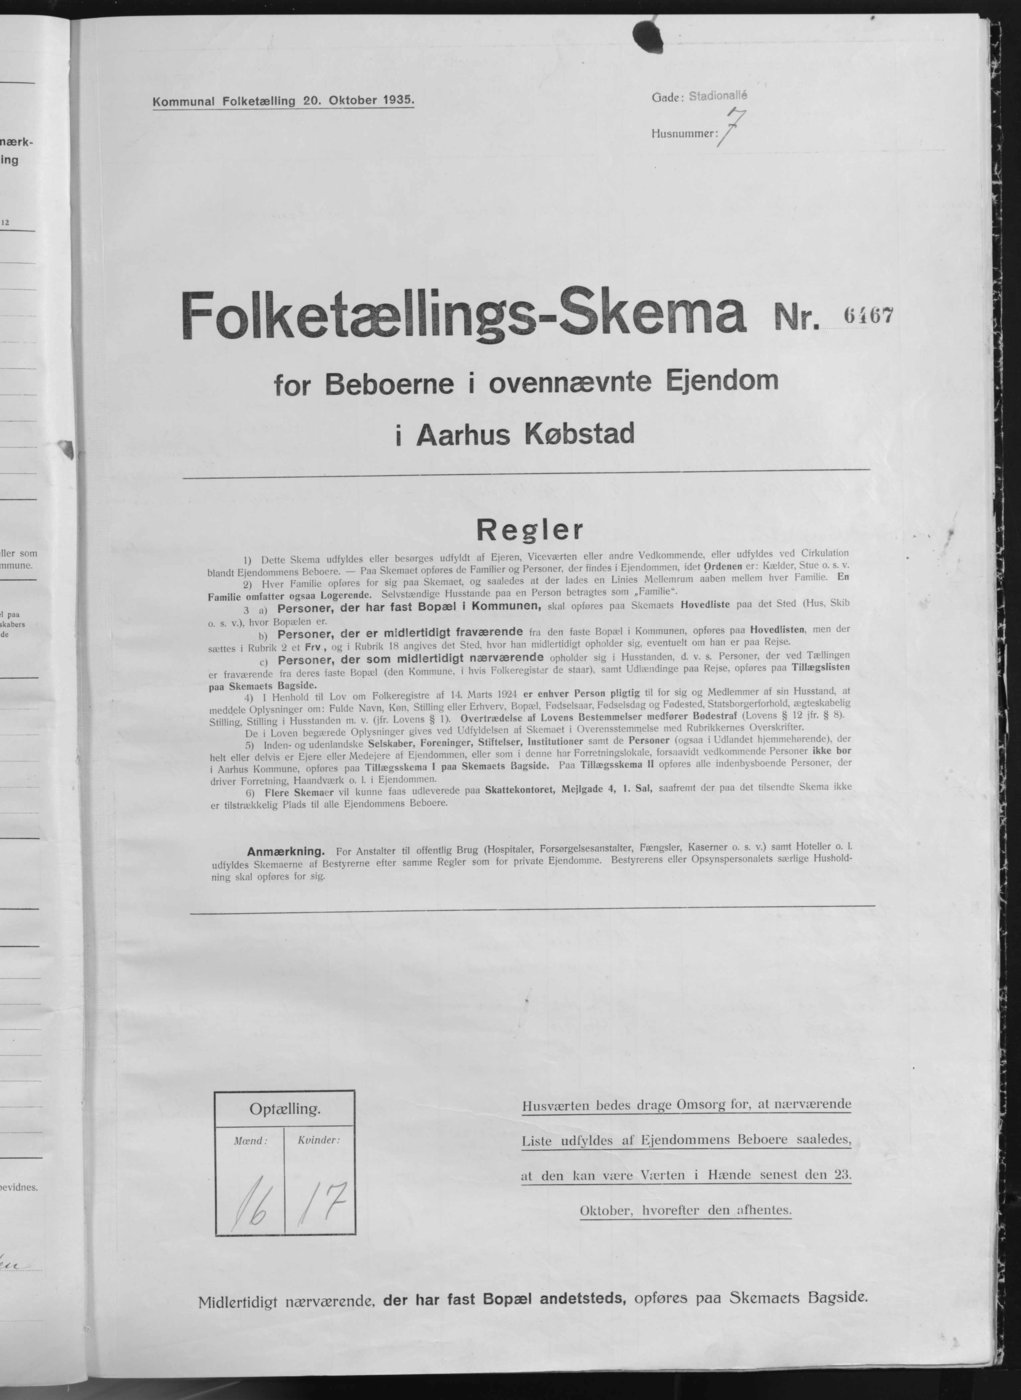 nærk-
ing
12
ller som
mmune.
l paa
skabers
de
bevidnes.
Kommunal Folketælling 20. Oktober 1935.
Gade: Stadionallé
Husnummer: 7
Folketællings-Skema Nr. 6467
for Beboerne i ovennævnte Ejendom
i Aarhus Købstad
Regler
1) Dette Skema udfyldes eller besørges udfyldt af Ejeren, Viceværten eller andre Vedkommende, eller udfyldes ved Cirkulation
blandt Ejendommens Beboere. — Paa Skemaet opføres de Familier og Personer, der findes i Ejendommen, idet Ordenen er: Kælder, Stue o. s. v.
2) Hver Familie opføres for sig paa Skemaet, og saaledes at der lades en Linies Mellemrum aaben mellem hver Familie. En
Familie omfatter ogsaa Logerende. Selvstændige Husstande paa en Person betragtes som „Familie“.
3 a) Personer, der har fast Bopæl i Kommunen, skal opføres paa Skemaets Hovedliste paa det Sted (Hus, Skib
o. s. v.), hvor Bopælen er.
b) Personer, der er midlertidigt fraværende fra den faste Bopæl i Kommunen, opføres paa Hovedlisten, men der
sættes i Rubrik 2 et Frv., og i Rubrik 18 angives det Sted, hvor han midlertidigt opholder sig, eventuelt om han er paa Rejse.
c) Personer, der som midlertidigt nærværende opholder sig i Husstanden, d. v. s. Personer, der ved Tællingen
er fraværende fra deres faste Bopæl (den Kommune, i hvis Folkeregister de staar), samt Udlændinge paa Rejse, opføres paa Tillægslisten
paa Skemaets Bagside.
4) I Henhold til Lov om Folkeregistre af 14. Marts 1924 er enhver Person pligtig til for sig og Medlemmer af sin Husstand, at
meddele Oplysninger om: Fulde Navn, Køn, Stilling eller Erhverv, Bopæl, Fødselsaar, Fødselsdag og Fødested, Statsborgerforhold, ægteskabelig
Stilling, Stilling i Husstanden m. v. (jfr. Lovens § 1). Overtrædelse af Lovens Bestemmelser medfører Bødestraf (Lovens § 12 jfr. § 8).
De i Loven begærede Oplysninger gives ved Udfyldelsen af Skemaet i Overensstemmelse med Rubrikkernes Overskrifter.
5) Inden- og udenlandske Selskaber, Foreninger, Stiftelser, Institutioner samt de Personer (ogsaa i Udlandet hjemmehørende), der
helt eller delvis er Ejere eller Medejere af Ejendommen, eller som i denne har Forretningslokale, forsaavidt vedkommende Personer ikke bor
i Aarhus Kommune, opføres paa Tillægsskema I paa Skemaets Bagside. Paa Tillægsskema II opføres alle indenbysboende Personer, der
driver Forretning, Haandværk o. l. i Ejendommen.
6) Flere Skemaer vil kunne faas udleverede paa Skattekontoret, Mejlgade 4, 1. Sal, saafremt der paa det tilsendte Skema ikke
er tilstrækkelig Plads til alle Ejendommens Beboere.
Anmærkning. For Anstalter til offentlig Brug (Hospitaler, Forsørgelsesanstalter, Fængsler, Kaserner o. s. v.) samt Hoteller o. l.
udfyldes Skemaerne af Bestyrerne efter samme Regler som for private Ejendomme. Bestyrerens eller Opsynspersonalets særlige Hushold-
ning skal opføres for sig.
Optælling.
Mænd: Kvinder:
16 17
Husværten bedes drage Omsorg for, at nærværende
Liste udfyldes af Ejendommens Beboere saaledes,
at den kan være Værten i Hænde senest den 23.
Oktober, hvorefter den afhentes.
Midlertidigt nærværende, der har fast Bopæl andetsteds, opføres paa Skemaets Bagside.